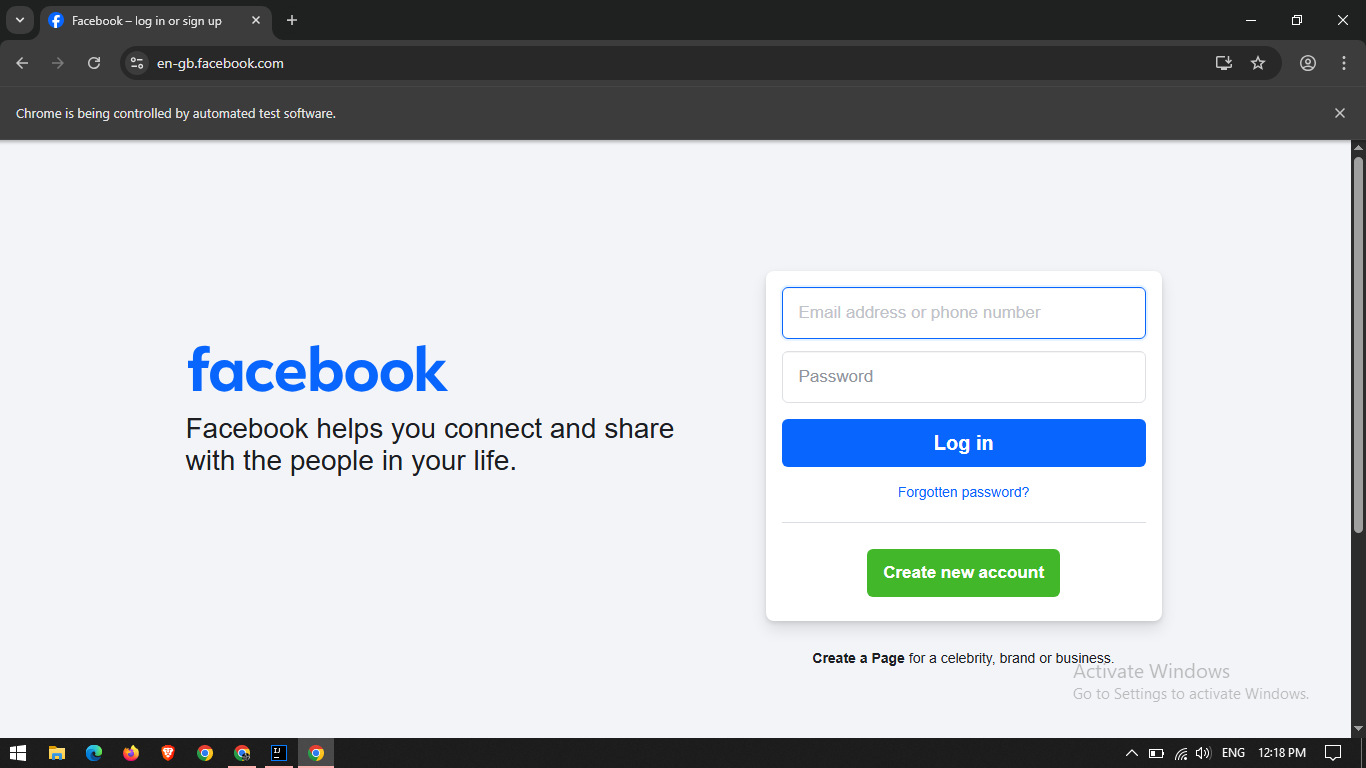 Facebook – log in or sign up
en-gb.facebook.com
Chrome is being controlled by automated test software.
facebook
Facebook helps you connect and share
with the people in your life.
Email address or phone number
Password
Log in
Forgotten password?
Create new account
Create a Page for a celebrity, brand or business.
Activate Windows
Go to Settings to activate Windows.
ENG
12:18 PM